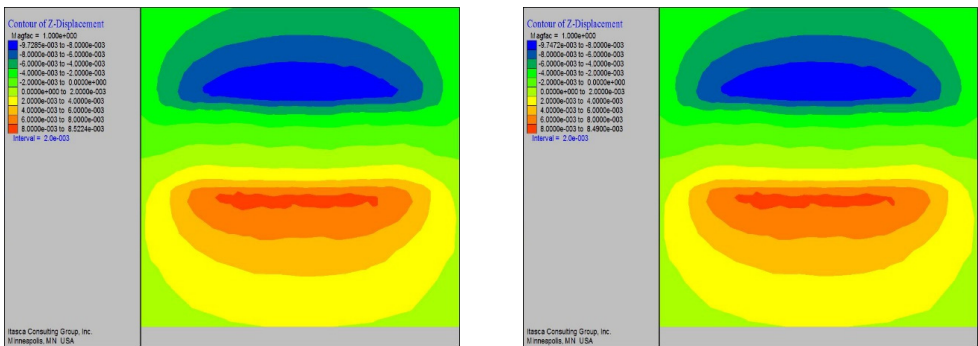 Contour of Z-Displacement
Magfac = 1.000e+000
-9.7285e-003 to -8.0000e-003
-8.0000e-003 to -6.0000e-003
-6.0000e-003 to -4.0000e-003
-4.0000e-003 to -2.0000e-003
-2.0000e-003 to 0.0000e+000
0.0000e+000 to 2.0000e-003
2.0000e-003 to 4.0000e-003
4.0000e-003 to 6.0000e-003
6.0000e-003 to 8.0000e-003
8.0000e-003 to 8.5224e-003
Interval = 2.0e-003
Itasca Consulting Group, Inc.
Minneapolis, MN USA
Contour of Z-Displacement
Magfac = 1.000e+000
-9.7472e-003 to -8.0000e-003
-8.0000e-003 to -6.0000e-003
-6.0000e-003 to -4.0000e-003
-4.0000e-003 to -2.0000e-003
-2.0000e-003 to 0.0000e+000
0.0000e+000 to 2.0000e-003
2.0000e-003 to 4.0000e-003
4.0000e-003 to 6.0000e-003
6.0000e-003 to 8.0000e-003
8.0000e-003 to 8.4900e-003
Interval = 2.0e-003
Itasca Consulting Group, Inc.
Minneapolis, MN USA